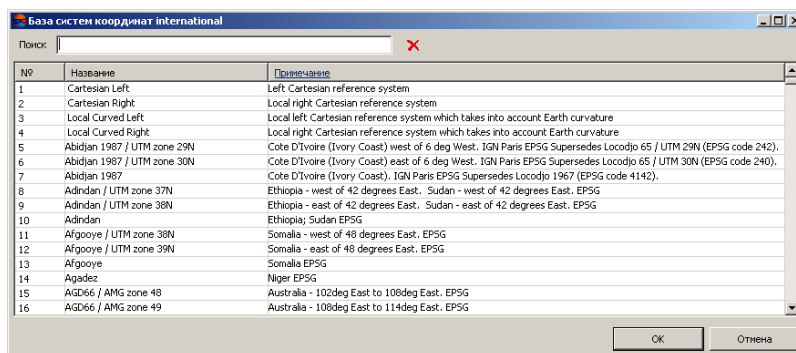 База систем координат international
Поиск
№ Название Примечание
1 Cartesian Left Left Cartesian reference system
2 Cartesian Right Local right Cartesian reference system
3 Local Curved Left Local left Cartesian reference system which takes into account Earth curvature
4 Local Curved Right Local right Cartesian reference system which takes into account Earth curvature
5 Abidjan 1987 / UTM zone 29N Cote D'Ivoire (Ivory Coast) west of 6 deg West. IGN Paris EPSG Supersedes Locodjo 65 / UTM 29N (EPSG code 242).
6 Abidjan 1987 / UTM zone 30N Cote D'Ivoire (Ivory Coast) east of 6 deg West. IGN Paris EPSG Supersedes Locodjo 65 / UTM 30N (EPSG code 240).
7 Abidjan 1987 Cote D'Ivoire (Ivory Coast). IGN Paris EPSG Supersedes Locodjo 1967 (EPSG code 4142).
8 Adindan / UTM zone 37N Ethiopia - west of 42 degrees East. Sudan - west of 42 degrees East. EPSG
9 Adindan / UTM zone 38N Ethiopia - east of 42 degrees East. Sudan - east of 42 degrees East. EPSG
10 Adindan Ethiopia; Sudan EPSG
11 Afgooye / UTM zone 38N Somalia - west of 48 degrees East. EPSG
12 Afgooye / UTM zone 39N Somalia - east of 48 degrees East. EPSG
13 Afgooye Somalia EPSG
14 Agadez Niger EPSG
15 AGD66 / AMG zone 48 Australia - 102deg East to 108deg East. EPSG
16 AGD66 / AMG zone 49 Australia - 108deg East to 114deg East. EPSG
OK Отмена